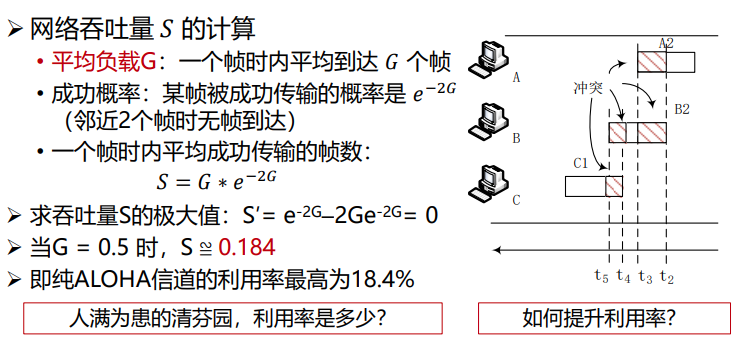 ➢ 网络吞吐量 S 的计算
• 平均负载G：一个帧时内平均到达 G 个帧
• 成功概率：某帧被成功传输的概率是 e^{-2G}
（邻近2个帧时无帧到达）
• 一个帧时内平均成功传输的帧数：
S = G ∗ e^{-2G}
➢ 求吞吐量S的极大值：S′= e^{-2G}–2Ge^{-2G}= 0
➢ 当G = 0.5 时，S ≌ 0.184
➢ 即纯ALOHA信道的利用率最高为18.4%
人满为患的清芬园，利用率是多少？
A2
A
冲突
B2
B
C1
C
t5 t4 t3 t2
如何提升利用率？